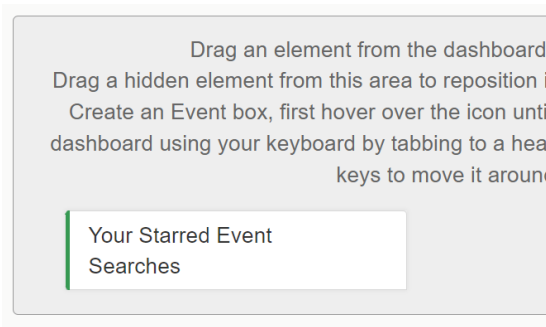 Drag an element from the dashboard
Drag a hidden element from this area to reposition
Create an Event box, first hover over the icon unti
dashboard using your keyboard by tabbing to a hea
keys to move it aroun
Your Starred Event
Searches